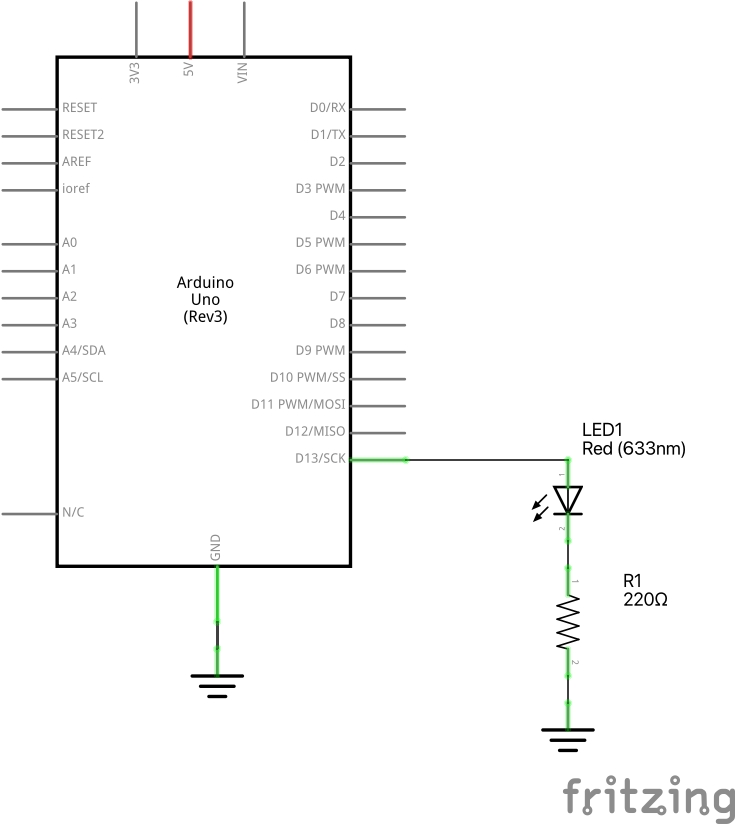 3V3
5V
VIN
RESET
RESET2
AREF
ioref
A0
A1
A2
A3
A4/SDA
A5/SCL
N/C
Arduino
Uno
(Rev3)
D0/RX
D1/TX
D2
D3 PWM
D4
D5 PWM
D6 PWM
D7
D8
D9 PWM
D10 PWM/SS
D11 PWM/MOSI
D12/MISO
D13/SCK
GND
LED1
Red (633nm)
1
2
R1
220Ω
1
2
fritzing